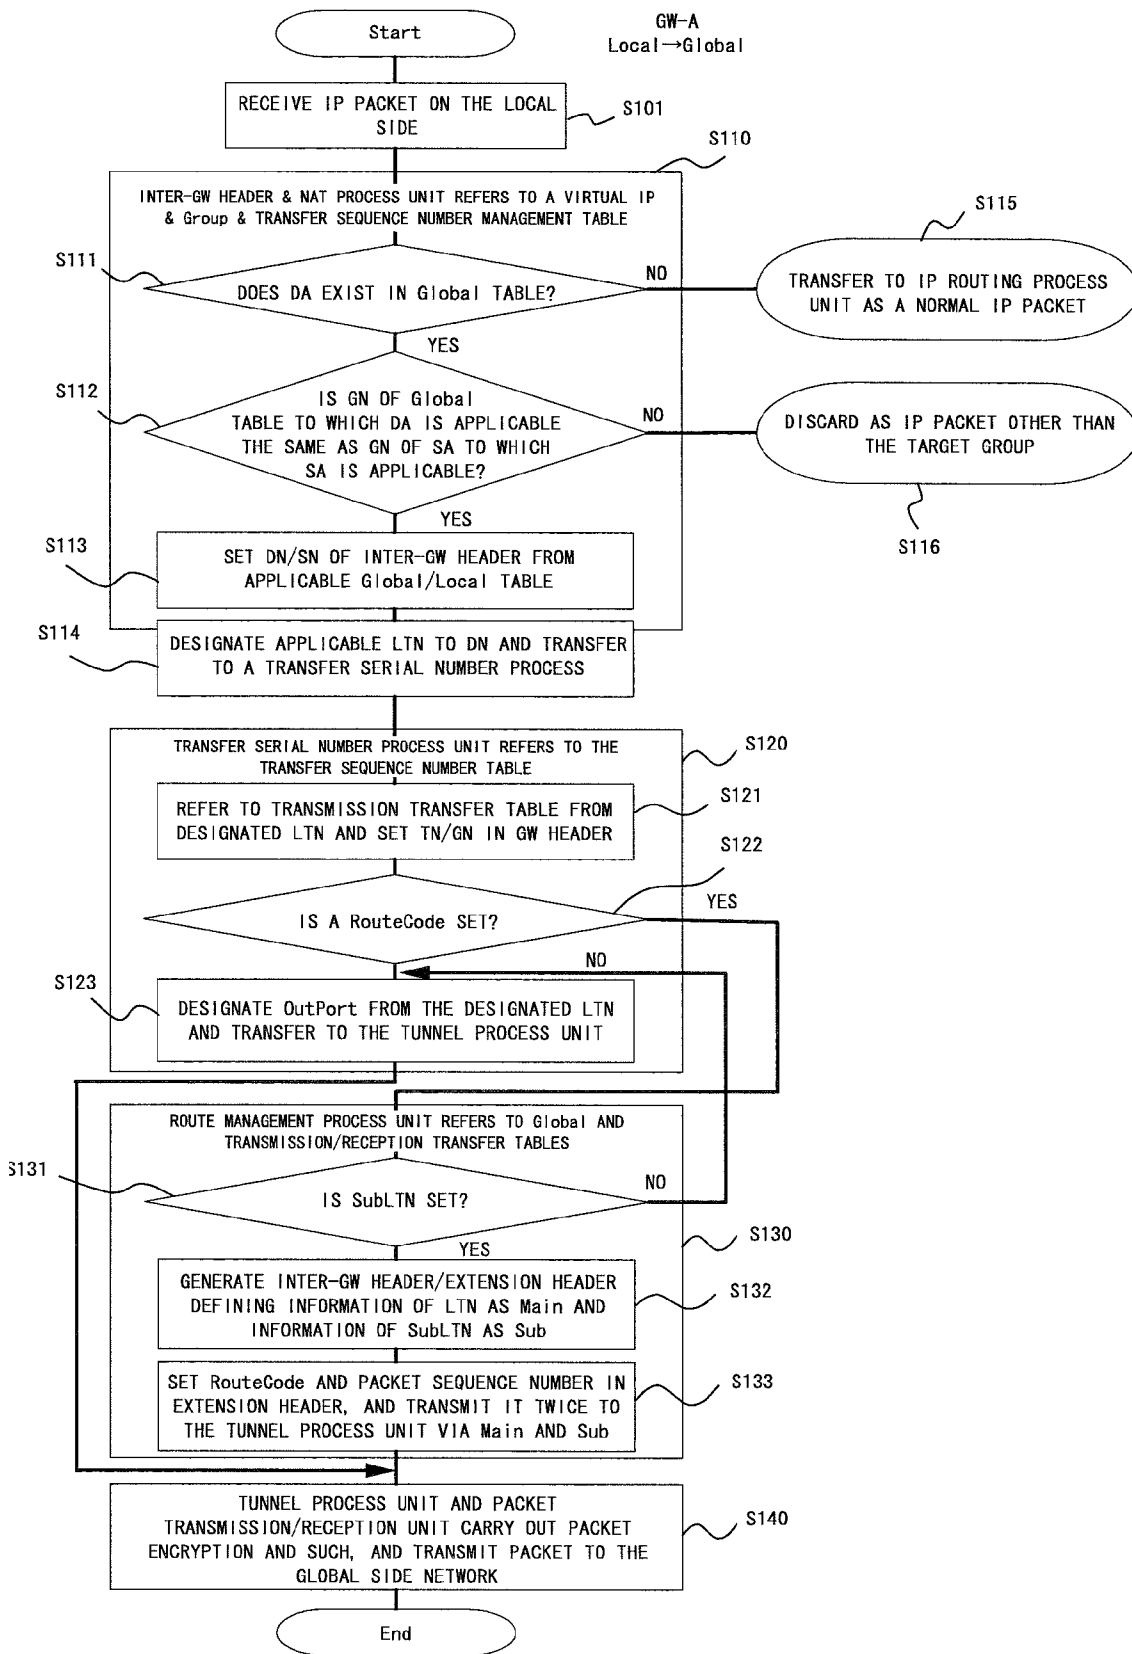 Start
GW-A
Local→Global
RECEIVE IP PACKET ON THE LOCAL
SIDE
S101
S110
INTER-GW HEADER & NAT PROCESS UNIT REFERS TO A VIRTUAL IP
& Group & TRANSFER SEQUENCE NUMBER MANAGEMENT TABLE
S111
DOES DA EXIST IN Global TABLE?
NO
S115
TRANSFER TO IP ROUTING PROCESS
UNIT AS A NORMAL IP PACKET
YES
S112
IS GN OF Global
TABLE TO WHICH DA IS APPLICABLE
THE SAME AS GN OF SA TO WHICH
SA IS APPLICABLE?
NO
DISCARD AS IP PACKET OTHER THAN
THE TARGET GROUP
S116
YES
S113
SET DN/SN OF INTER-GW HEADER FROM
APPLICABLE Global/Local TABLE
S114
DESIGNATE APPLICABLE LTN TO DN AND TRANSFER
TO A TRANSFER SERIAL NUMBER PROCESS
TRANSFER SERIAL NUMBER PROCESS UNIT REFERS TO THE
TRANSFER SEQUENCE NUMBER TABLE
S120
REFER TO TRANSMISSION TRANSFER TABLE FROM
DESIGNATED LTN AND SET TN/GN IN GW HEADER
S121
S122
IS A RouteCode SET?
YES
NO
S123
DESIGNATE OutPort FROM THE DESIGNATED LTN
AND TRANSFER TO THE TUNNEL PROCESS UNIT
ROUTE MANAGEMENT PROCESS UNIT REFERS TO Global AND
TRANSMISSION/RECEPTION TRANSFER TABLES
S131
IS SubLTN SET?
NO
S130
YES
GENERATE INTER-GW HEADER/EXTENSION HEADER
DEFINING INFORMATION OF LTN AS Main AND
INFORMATION OF SubLTN AS Sub
S132
SET RouteCode AND PACKET SEQUENCE NUMBER IN
EXTENSION HEADER, AND TRANSMIT IT TWICE TO
THE TUNNEL PROCESS UNIT VIA Main AND Sub
S133
TUNNEL PROCESS UNIT AND PACKET
TRANSMISSION/RECEPTION UNIT CARRY OUT PACKET
ENCRYPTION AND SUCH, AND TRANSMIT PACKET TO THE
GLOBAL SIDE NETWORK
S140
End